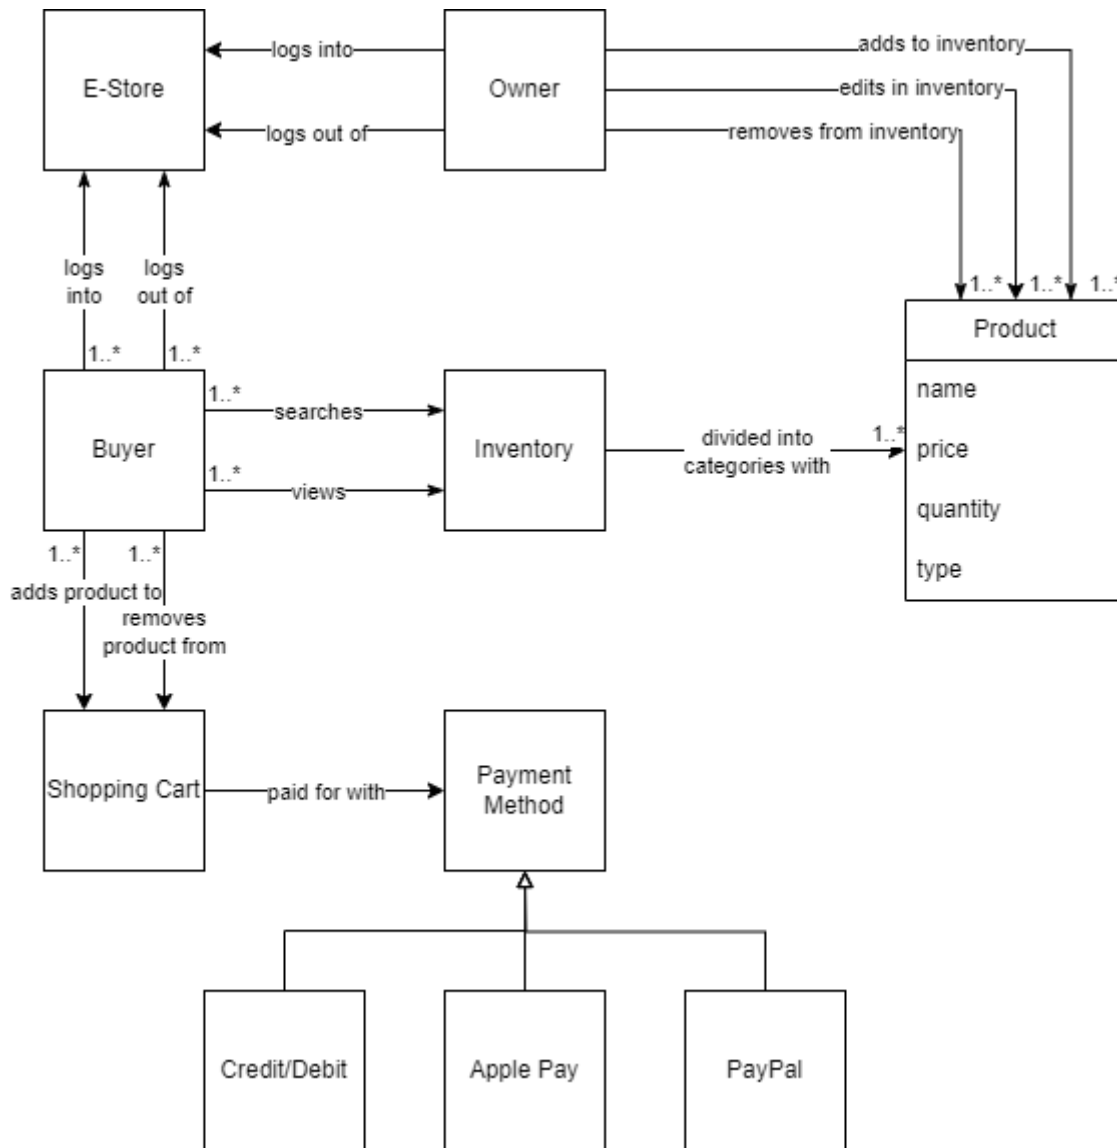 E-Store
logs into
Owner
adds to inventory
edits in inventory
logs out of
removes from inventory
logs
into
logs
out of
1..*
1..*
1..*
1..*
1..*
Product
name
price
quantity
type
Buyer
1..*
searches
1..*
views
Inventory
divided into
categories with
1..*
1..*
1..*
adds product to
removes
product from
Shopping Cart
paid for with
Payment
Method
Credit/Debit
Apple Pay
PayPal